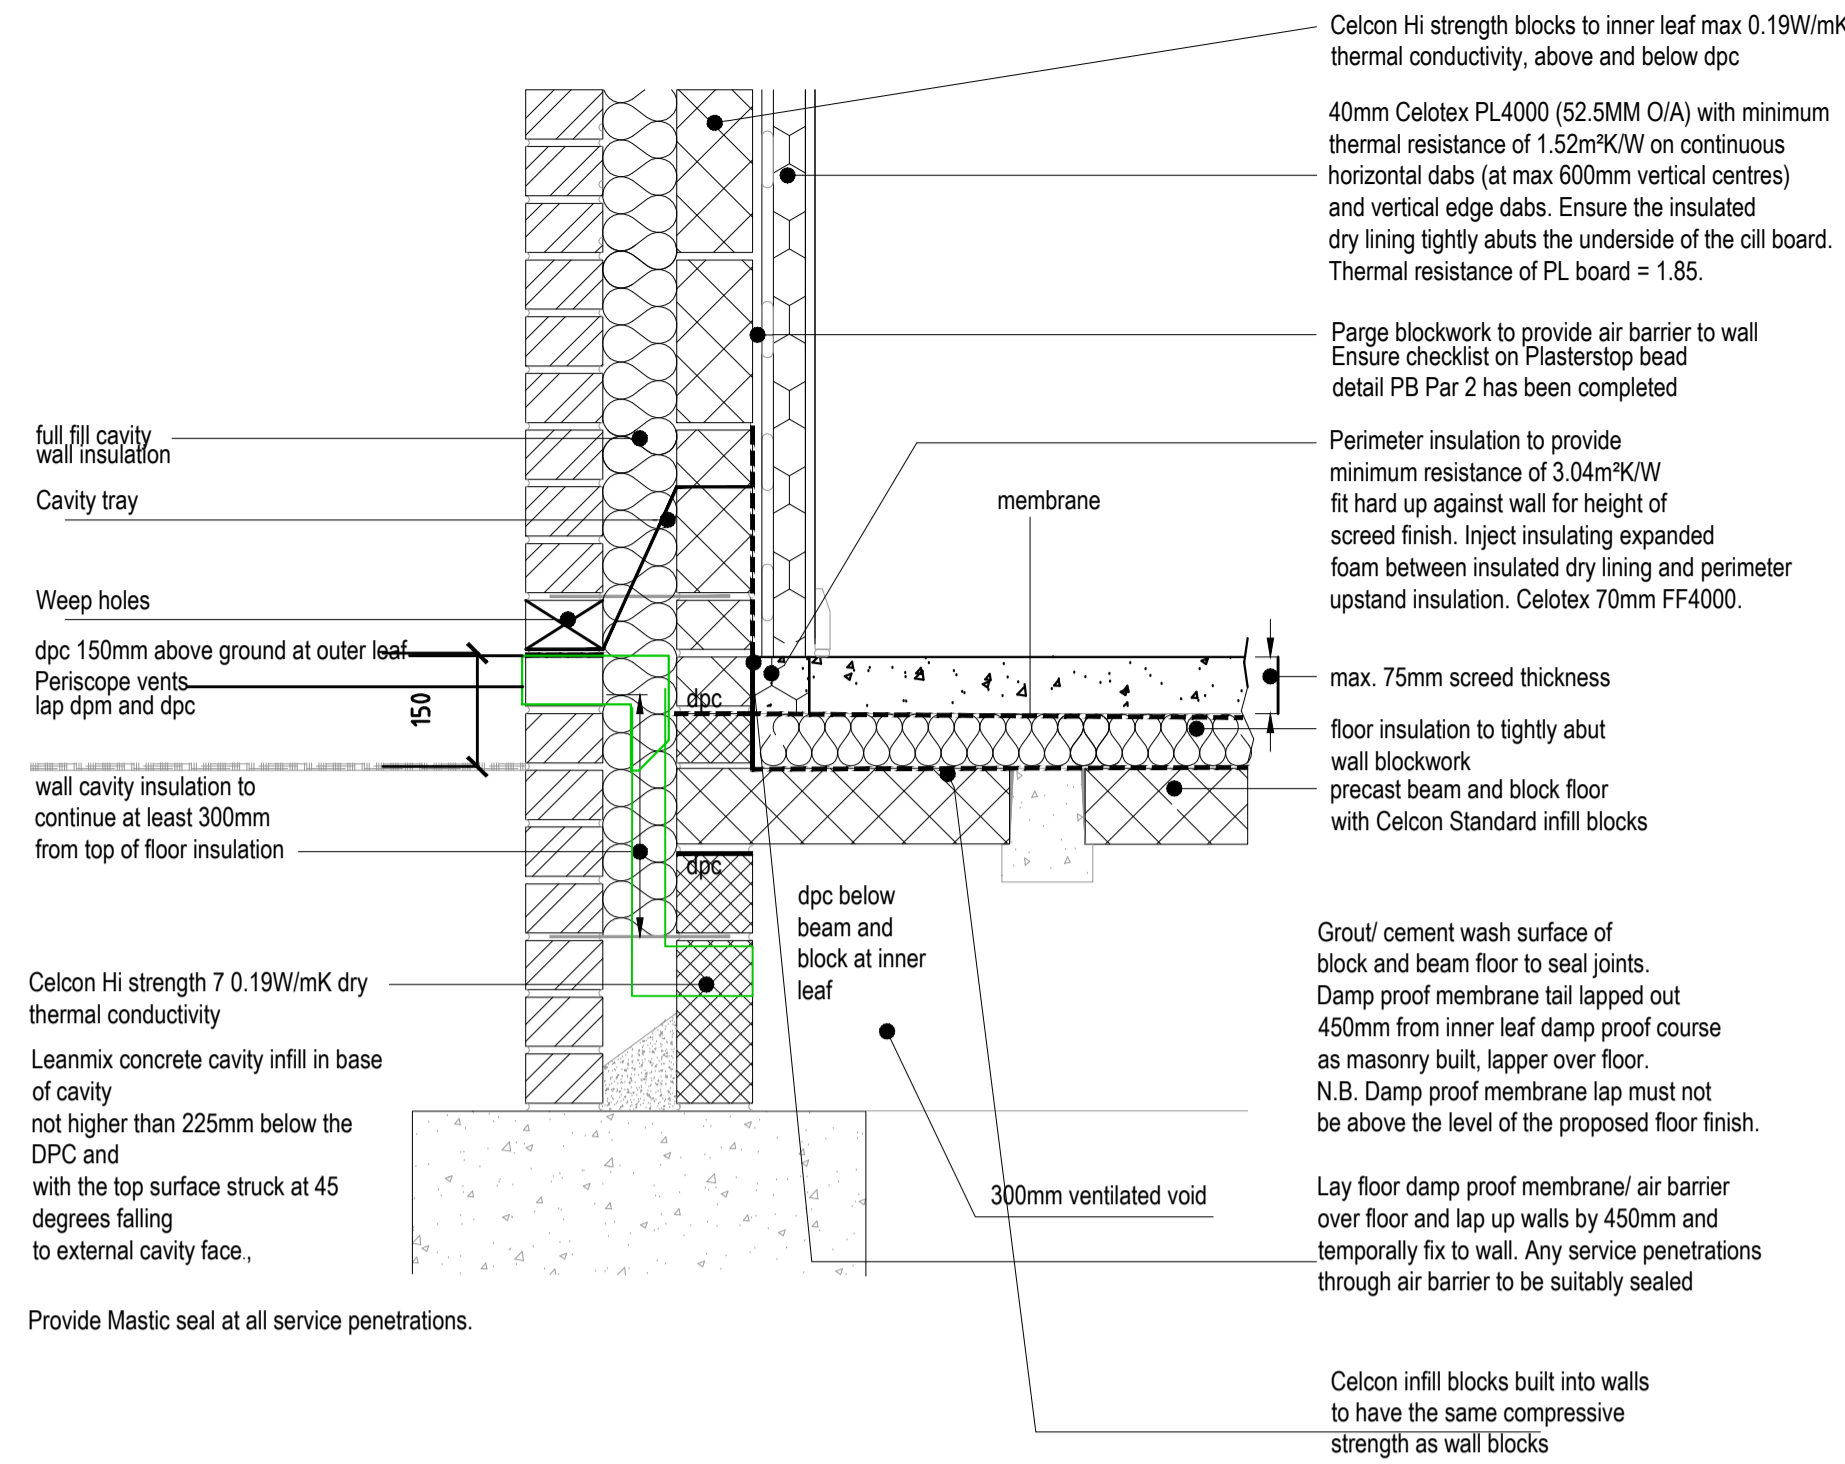 Celcon Hi strength blocks to inner leaf max 0.19W/mK
thermal conductivity, above and below dpc
40mm Celotex PL4000 (52.5MM O/A) with minimum
thermal resistance of 1.52m²K/W on continuous
horizontal dabs (at max 600mm vertical centres)
and vertical edge dabs. Ensure the insulated
dry lining tightly abuts the underside of the cill board.
Thermal resistance of PL board = 1.85.
Parge blockwork to provide air barrier to wall
Ensure checklist on Plasterstop bead
detail PB Par 2 has been completed
Perimeter insulation to provide
minimum resistance of 3.04m²K/W
fit hard up against wall for height of
screed finish. Inject insulating expanded
foam between insulated dry lining and perimeter
upstand insulation. Celotex 70mm FF4000.
max. 75mm screed thickness
floor insulation to tightly abut
wall blockwork
precast beam and block floor
with Celcon Standard infill blocks
Grout/ cement wash surface of
block and beam floor to seal joints.
Damp proof membrane tail lapped out
450mm from inner leaf damp proof course
as masonry built, lapper over floor.
N.B. Damp proof membrane lap must not
be above the level of the proposed floor finish.
Lay floor damp proof membrane/ air barrier
over floor and lap up walls by 450mm and
temporally fix to wall. Any service penetrations
through air barrier to be suitably sealed
Celcon infill blocks built into walls
to have the same compressive
strength as wall blocks
membrane
dpc
dpc
dpc below
beam and
block at inner
leaf
300mm ventilated void
full fill cavity
wall insulation
Cavity tray
Weep holes
dpc 150mm above ground at outer leaf
Periscope vents
lap dpm and dpc
150
wall cavity insulation to
continue at least 300mm
from top of floor insulation
Celcon Hi strength 7 0.19W/mK dry
thermal conductivity
Leanmix concrete cavity infill in base
of cavity
not higher than 225mm below the
DPC and
with the top surface struck at 45
degrees falling
to external cavity face.,
Provide Mastic seal at all service penetrations.